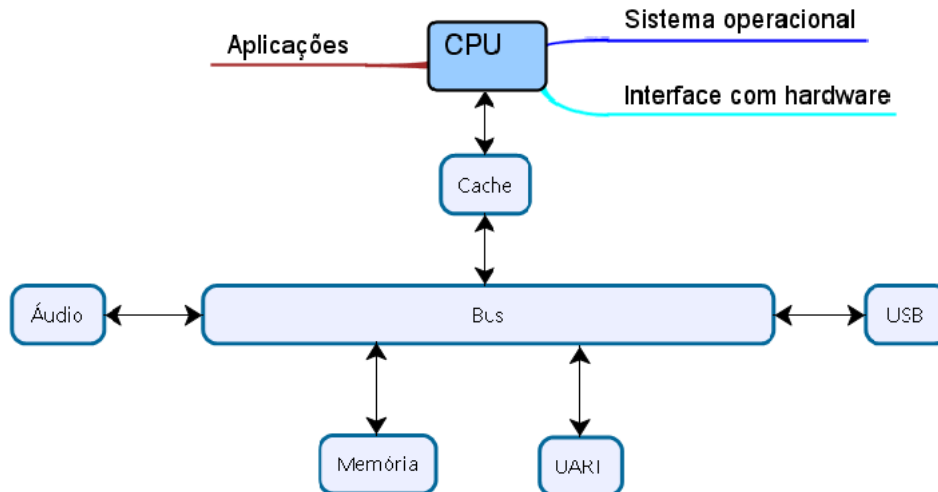 Sistema operacional
Aplicações
CPU
Interface com hardware
Cache
Áudio
Bus
USB
Memória
UART